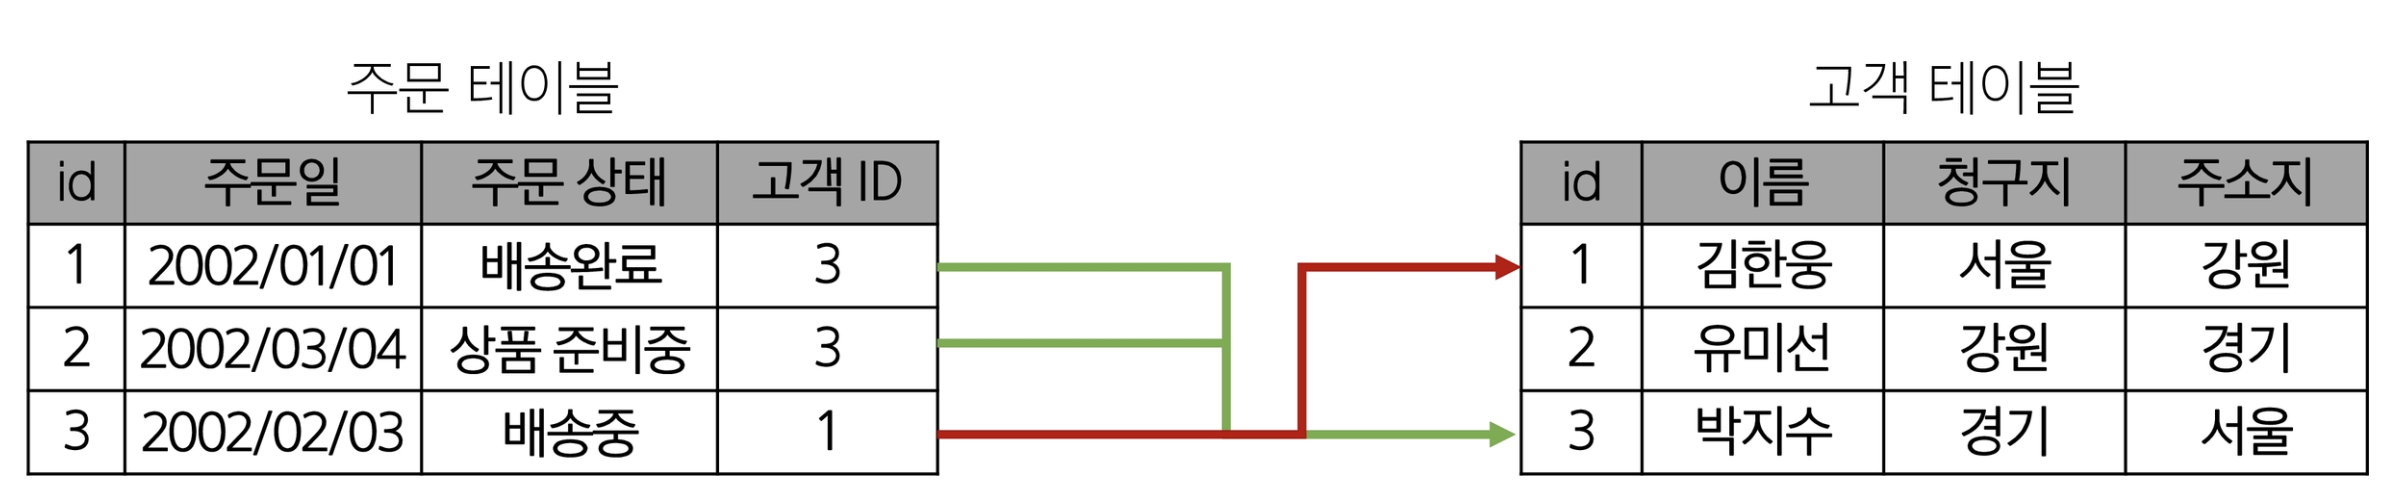 주문 테이블
id 주문일 주문 상태 고객 ID
1 2002/01/01 배송완료 3
2 2002/03/04 상품 준비중 3
3 2002/02/03 배송중 1
고객 테이블
id 이름 청구지 주소지
1 김한웅 서울 강원
2 유미선 강원 경기
3 박지수 경기 서울